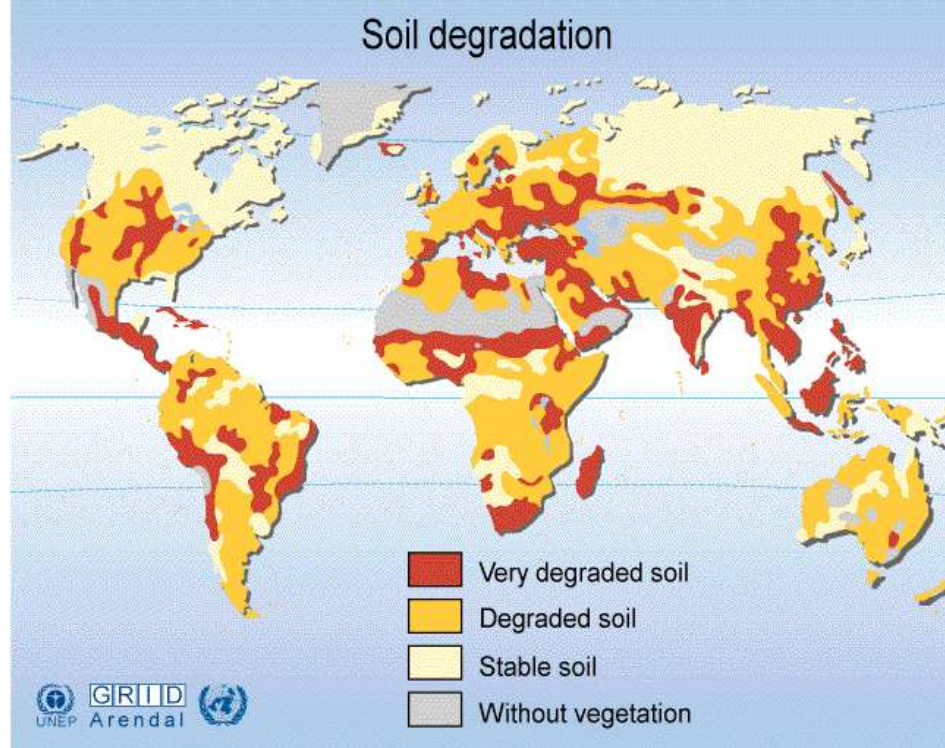 Soil degradation
Very degraded soil
Degraded soil
Stable soil
Without vegetation
UNEP
GRID
Arendal